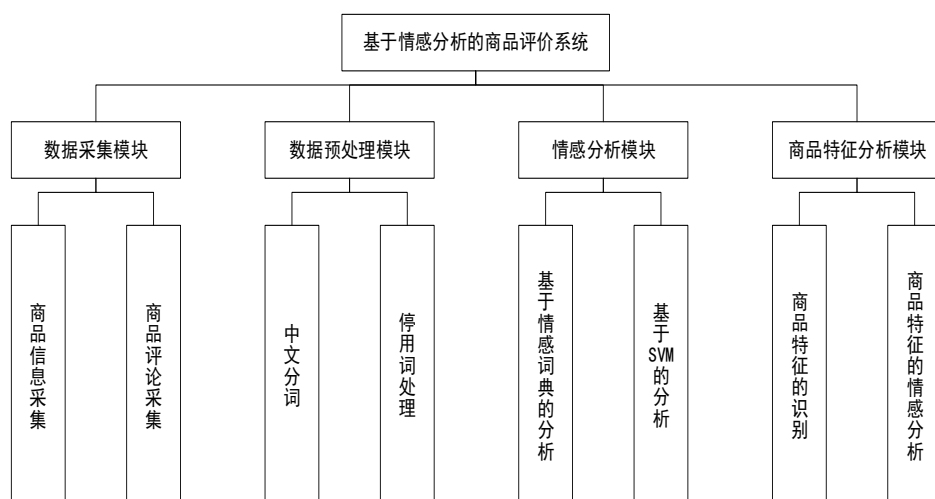 基于情感分析的商品评价系统
数据采集模块
数据预处理模块
情感分析模块
商品特征分析模块
商品信息采集
商品评论采集
中文分词
停用词处理
基于情感词典的分析
基于SVM的分析
商品特征的识别
商品特征的情感分析